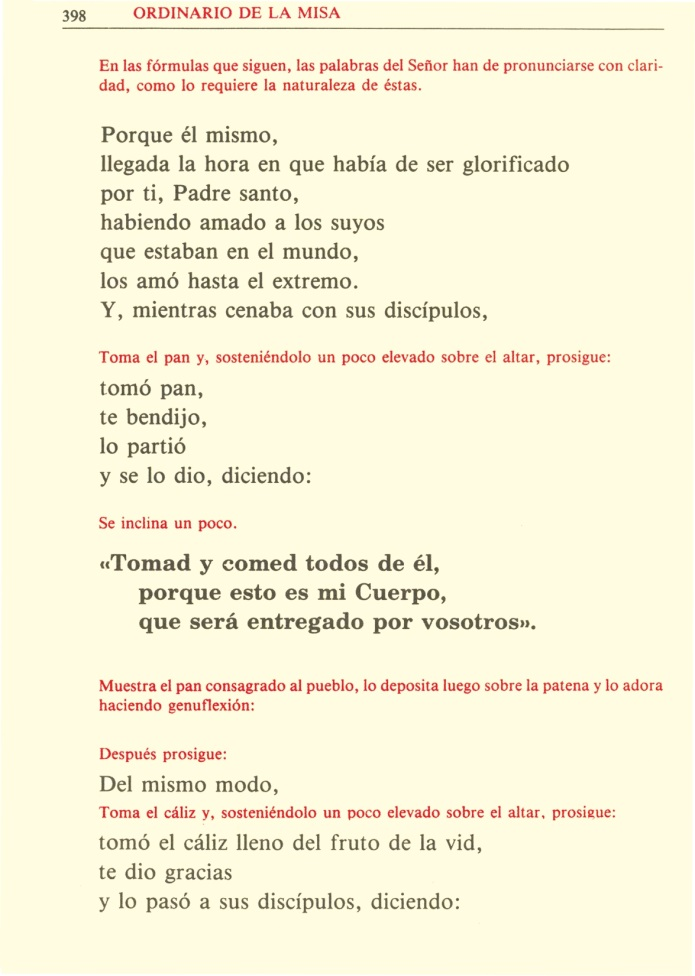 398 ORDINARIO DE LA MISA
En las fórmulas que siguen, las palabras del Señor han de pronunciarse con clari-
dad, como lo requiere la naturaleza de éstas.
Porque él mismo,
llegada la hora en que había de ser glorificado
por ti, Padre santo,
habiendo amado a los suyos
que estaban en el mundo,
los amó hasta el extremo.
Y, mientras cenaba con sus discípulos,
Toma el pan y, sosteniéndolo un poco elevado sobre el altar, prosigue:
tomó pan,
te bendijo,
lo partió
y se lo dio, diciendo:
Se inclina un poco.
«Tomad y comed todos de él,
porque esto es mi Cuerpo,
que será entregado por vosotros».
Muestra el pan consagrado al pueblo, lo deposita luego sobre la patena y lo adora
haciendo genuflexión:
Después prosigue:
Del mismo modo,
Toma el cáliz y, sosteniéndolo un poco elevado sobre el altar, prosigue:
tomó el cáliz lleno del fruto de la vid,
te dio gracias
y lo pasó a sus discípulos, diciendo: